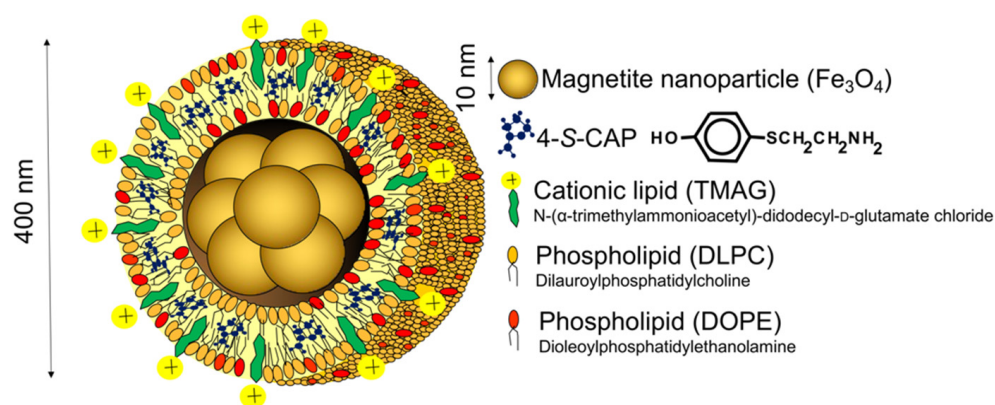 400 nm
10 nm
Magnetite nanoparticle (Fe₃O₄)
4-S-CAP HO SCH₂CH₂NH₂
Cationic lipid (TMAG)
N-(α-trimethylammonioacetyl)-didodecyl-D-glutamate chloride
Phospholipid (DLPC)
Dilauroylphosphatidylcholine
Phospholipid (DOPE)
Dioleoylphosphatidylethanolamine